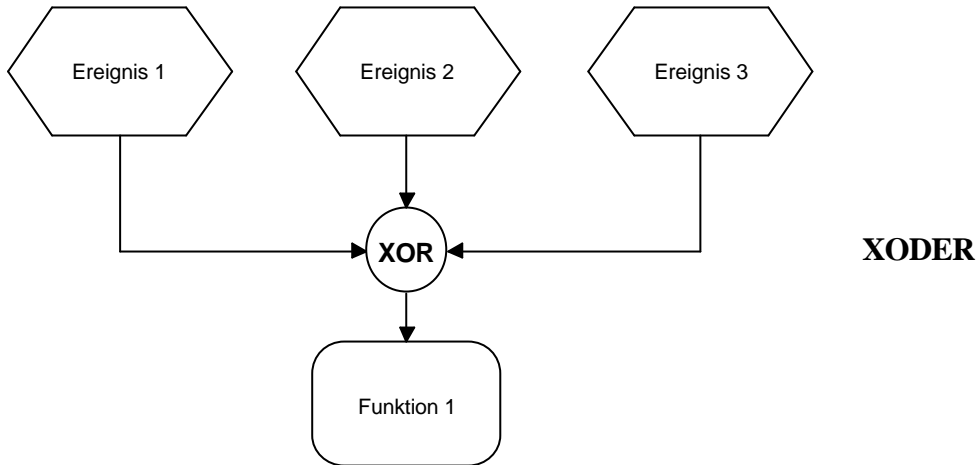 Ereignis 1
Ereignis 2
Ereignis 3
XOR
XODER
Funktion 1